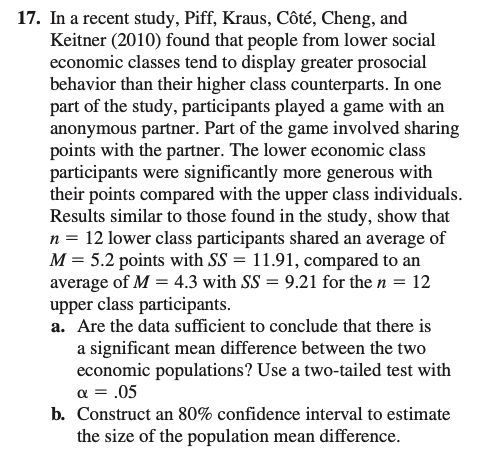 17. In a recent study, Piff, Kraus, Côté, Cheng, and
Keitner (2010) found that people from lower social
economic classes tend to display greater prosocial
behavior than their higher class counterparts. In one
part of the study, participants played a game with an
anonymous partner. Part of the game involved sharing
points with the partner. The lower economic class
participants were significantly more generous with
their points compared with the upper class individuals.
Results similar to those found in the study, show that
n = 12 lower class participants shared an average of
M = 5.2 points with SS = 11.91, compared to an
average of M = 4.3 with SS = 9.21 for the n = 12
upper class participants.
a. Are the data sufficient to conclude that there is
a significant mean difference between the two
economic populations? Use a two-tailed test with
α = .05
b. Construct an 80% confidence interval to estimate
the size of the population mean difference.